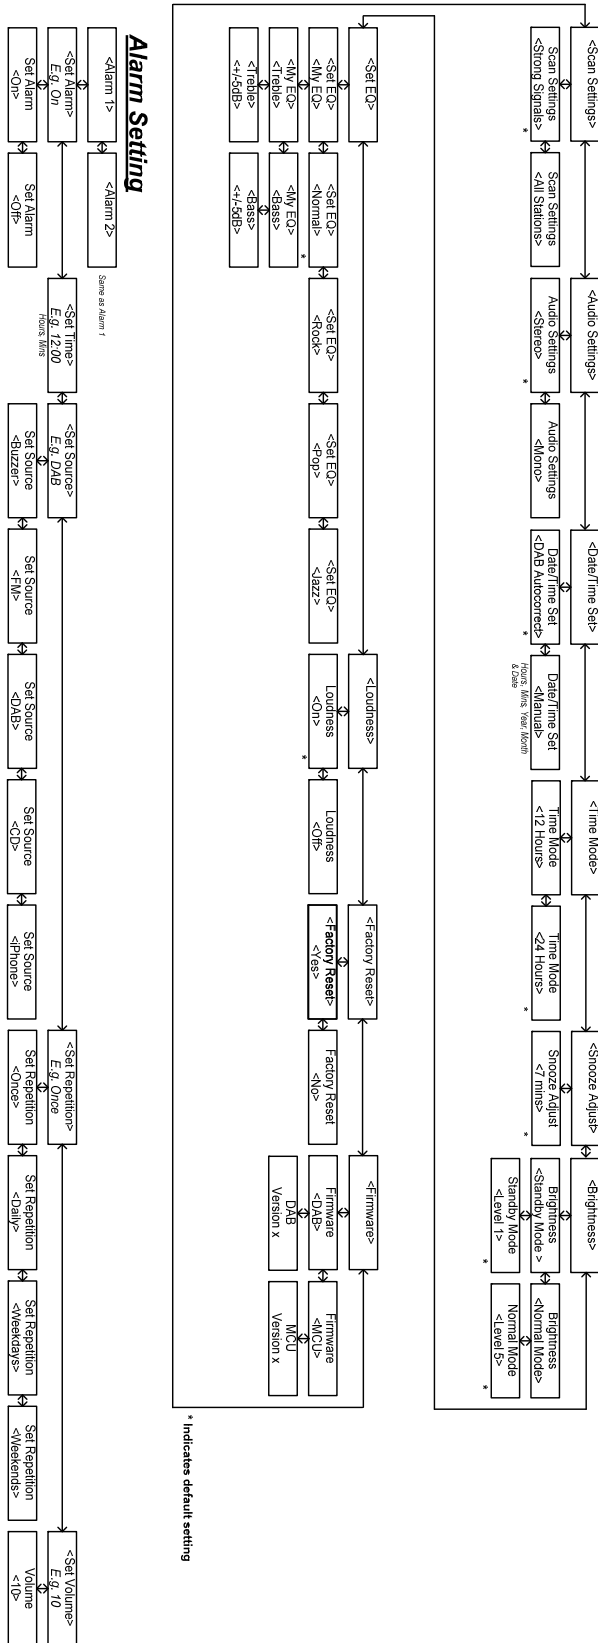 <Scan Settings>
<Audio Settings>
<Date/Time Set>
<Time Mode>
<Snooze Adjust>
<Brightness>
Scan Settings
<Strong Signals>
*
Scan Settings
<All Stations>
Audio Settings
<Stereo>
*
Audio Settings
<Mono>
Date/Time Set
<DAB Autocorrect>
*
Date/Time Set
<Manual>
Hours, Mins, Year, Month
& Date
Time Mode
<12 Hours>
Time Mode
<24 Hours>
*
Snooze Adjust
<7 mins>
*
Brightness
<Standby Mode >
Brightness
<Normal Mode>
Standby Mode
<Level 1>
*
Normal Mode
<Level 5>
*
<Set EQ>
<Loudness>
<Factory Reset>
<Firmware>
<Set EQ>
<My EQ>
<Set EQ>
<Normal>
*
<Set EQ>
<Rock>
<Set EQ>
<Pop>
<Set EQ>
<Jazz>
Loudness
<On>
*
Loudness
<Off>
<Factory Reset>
<Yes>
Factory Reset
<No>
Firmware
<DAB>
Firmware
<MCU>
<My EQ>
<Treble>
<My EQ>
<Bass>
DAB
Version x
MCU
Version x
<Treble>
<+/-5dB>
<Bass>
<+/-5dB>
* Indicates default setting
Alarm Setting
<Alarm 1>
<Alarm 2>
Same as Alarm 1
<Set Alarm>
E.g. On
<Set Time>
E.g. 12:00
Hours, Mins
<Set Source>
E.g. DAB
<Set Repetition>
E.g. Once
<Set Volume>
E.g. 10
Set Alarm
<On>
Set Alarm
<Off>
Set Source
<Buzzer>
Set Source
<FM>
Set Source
<DAB>
Set Source
<CD>
Set Source
<iPhone>
Set Repetition
<Once>
Set Repetition
<Daily>
Set Repetition
<Weekdays>
Set Repetition
<Weekends>
Volume
<10>